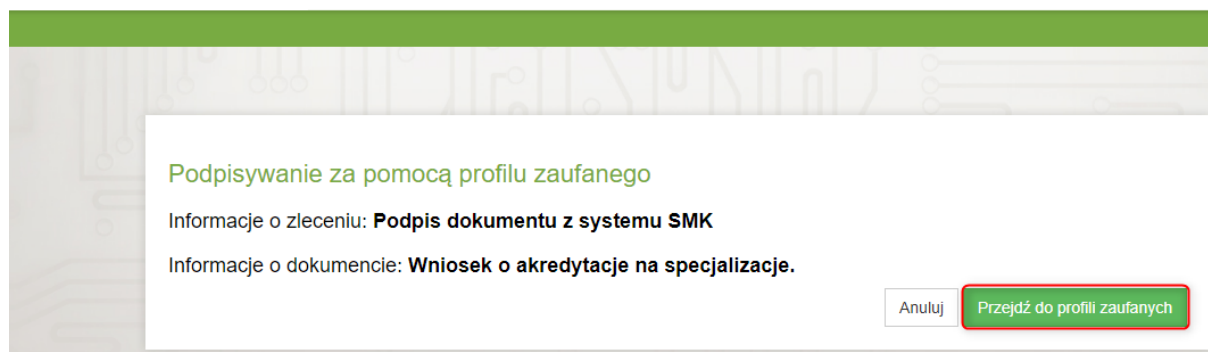 Podpisywanie za pomocą profilu zaufanego
Informacje o zleceniu: Podpis dokumentu z systemu SMK
Informacje o dokumencie: Wniosek o akredytacje na specjalizacje.
Anuluj Przejdź do profili zaufanych